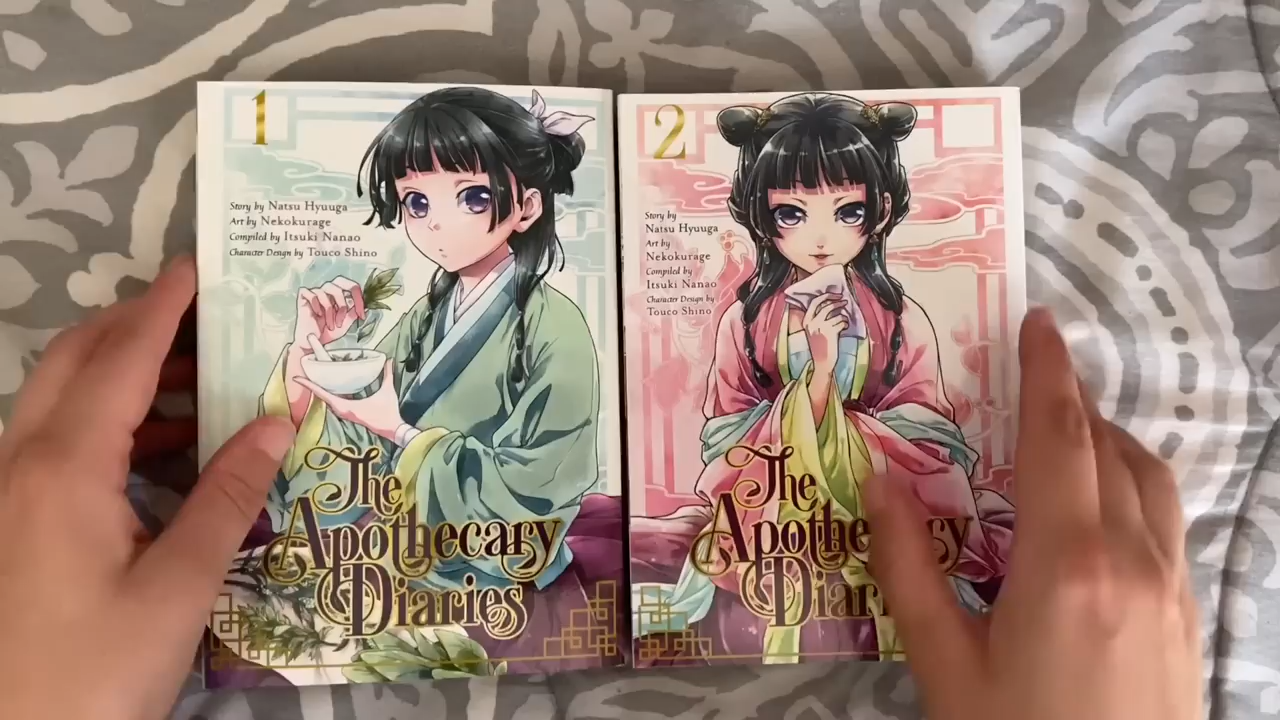 1
Story by Natsu Hyuuga
Art by Nekokurage
Compiled by Itsuki Nanao
Character Design by Touco Shino
The
Apothecary
Diaries
2
Story by
Natsu Hyuuga
Art by
Nekokurage
Compiled by
Itsuki Nanao
Character Design by
Touco Shino
The